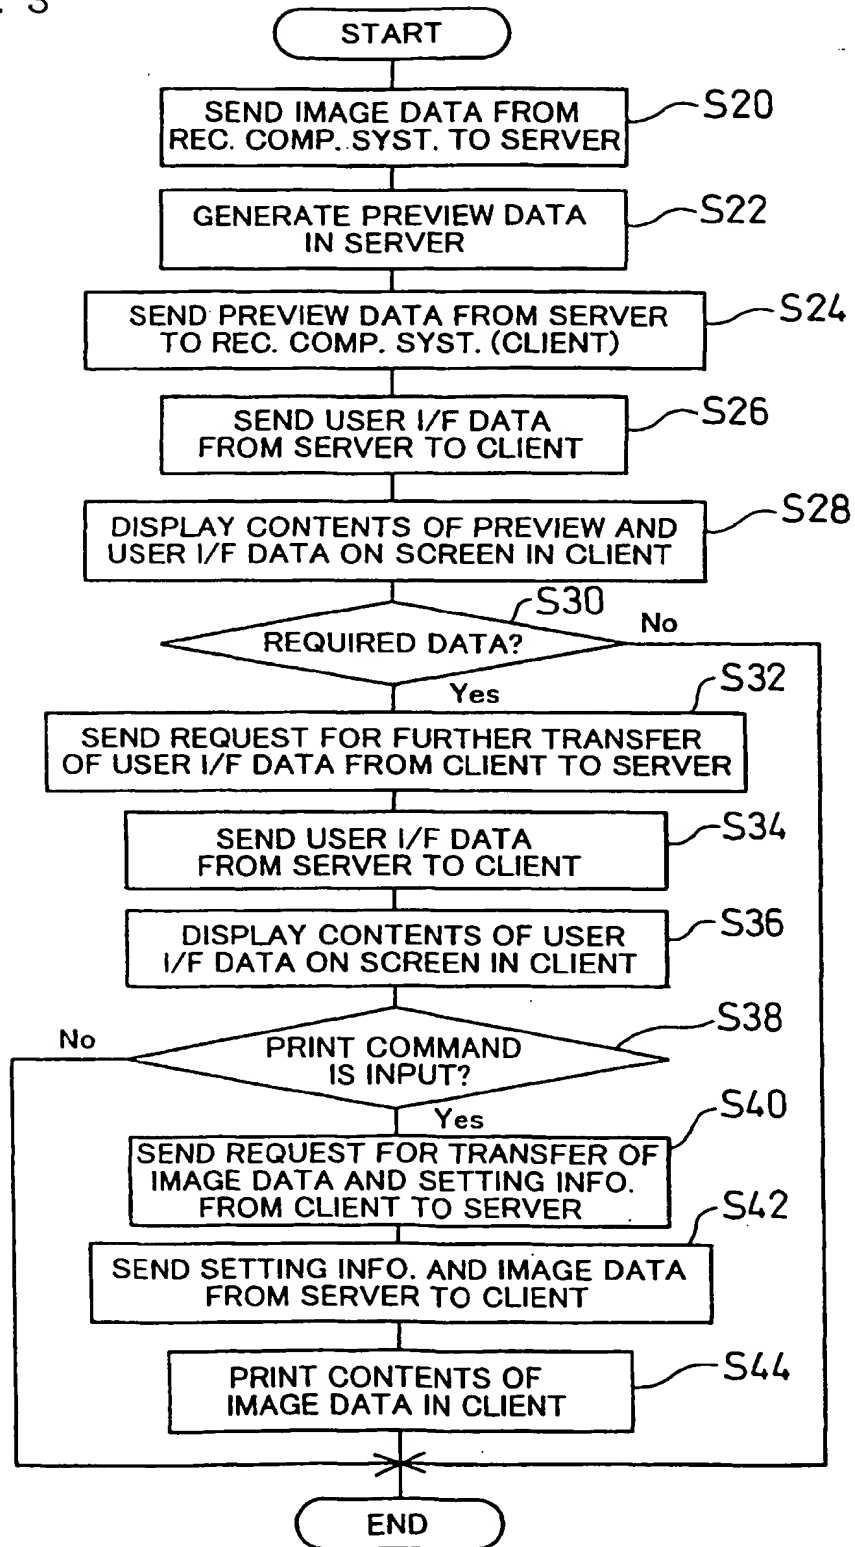 . 3
START
SEND IMAGE DATA FROM
REC. COMP. SYST. TO SERVER
S20
GENERATE PREVIEW DATA
IN SERVER
S22
SEND PREVIEW DATA FROM SERVER
TO REC. COMP. SYST. (CLIENT)
S24
SEND USER I/F DATA
FROM SERVER TO CLIENT
S26
DISPLAY CONTENTS OF PREVIEW AND
USER I/F DATA ON SCREEN IN CLIENT
S28
S30
REQUIRED DATA?
No
Yes
S32
SEND REQUEST FOR FURTHER TRANSFER
OF USER I/F DATA FROM CLIENT TO SERVER
SEND USER I/F DATA
FROM SERVER TO CLIENT
S34
DISPLAY CONTENTS OF USER
I/F DATA ON SCREEN IN CLIENT
S36
S38
No
PRINT COMMAND
IS INPUT?
Yes
S40
SEND REQUEST FOR TRANSFER OF
IMAGE DATA AND SETTING INFO.
FROM CLIENT TO SERVER
S42
SEND SETTING INFO. AND IMAGE DATA
FROM SERVER TO CLIENT
PRINT CONTENTS OF
IMAGE DATA IN CLIENT
S44
END